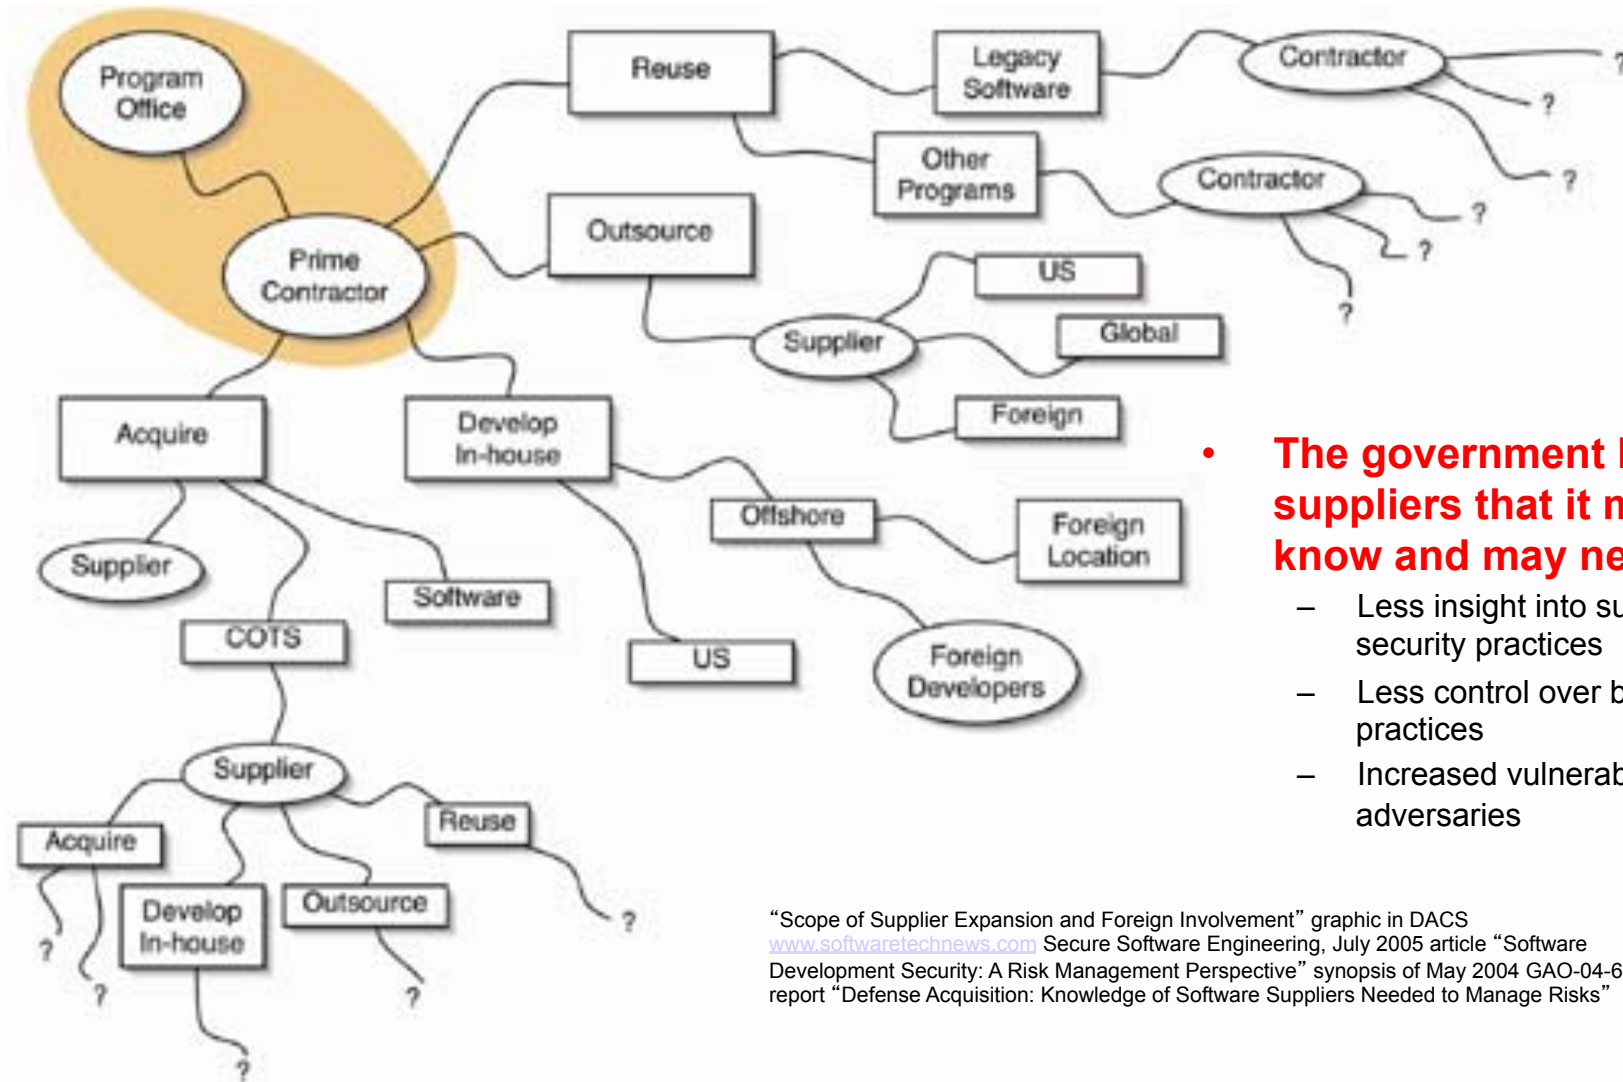 Program
Office
Prime
Contractor
Reuse
Legacy
Software
Contractor
?
?
?
Other
Programs
Contractor
?
?
?
Outsource
Supplier
US
Global
Foreign
Acquire
Supplier
COTS
Software
Develop
In-house
US
Offshore
Foreign
Location
Foreign
Developers
Supplier
Acquire
?
?
Develop
In-house
?
Outsource
?
Reuse
?
• The government
suppliers that it
know and may
– Less insight into
security practices
– Less control over
practices
– Increased
adversaries
“Scope of Supplier Expansion and Foreign Involvement” graphic in DACS
www.softwaretechnews.com Secure Software Engineering, July 2005 article “Software
Development Security: A Risk Management Perspective” synopsis of May 2004 GAO-04-6
report “Defense Acquisition: Knowledge of Software Suppliers Needed to Manage Risks”